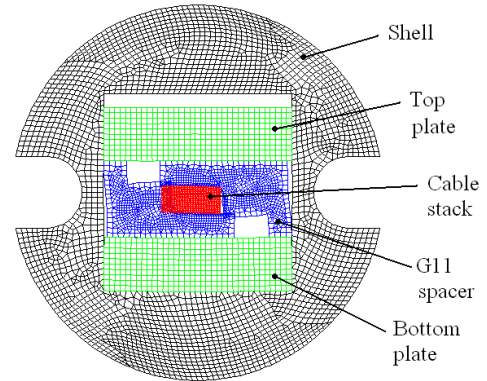 Shell
Top
plate
Cable
stack
G11
spacer
Bottom
plate